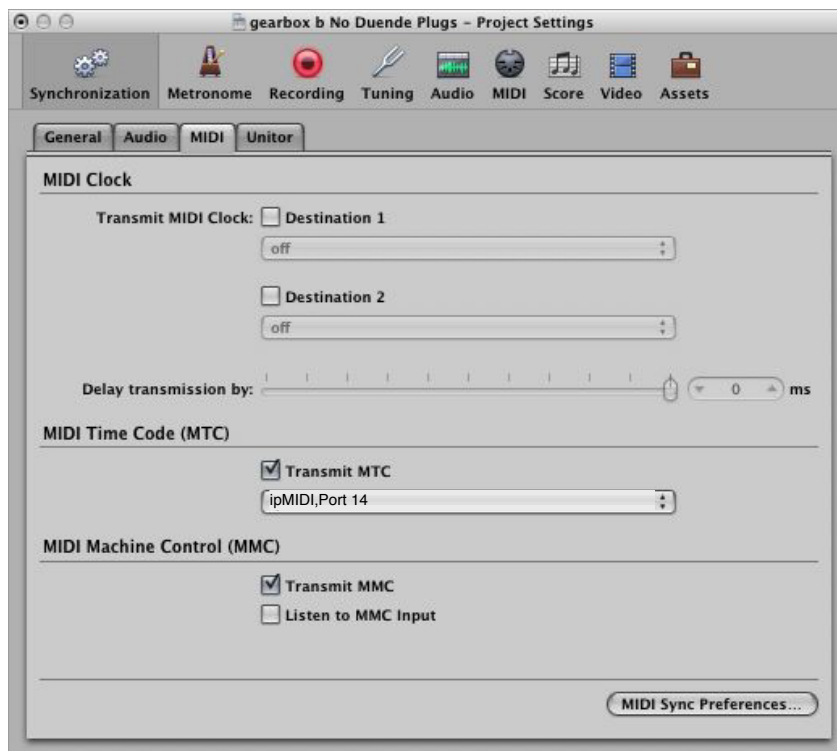 gearbox b No Duende Plugs – Project Settings
Synchronization Metronome Recording Tuning Audio MIDI Score Video Assets
General Audio MIDI Unitor
MIDI Clock
Transmit MIDI Clock: Destination 1
off
Destination 2
off
Delay transmission by: 0 ms
MIDI Time Code (MTC)
Transmit MTC
ipMIDI,Port 14
MIDI Machine Control (MMC)
Transmit MMC
Listen to MMC Input
MIDI Sync Preferences...